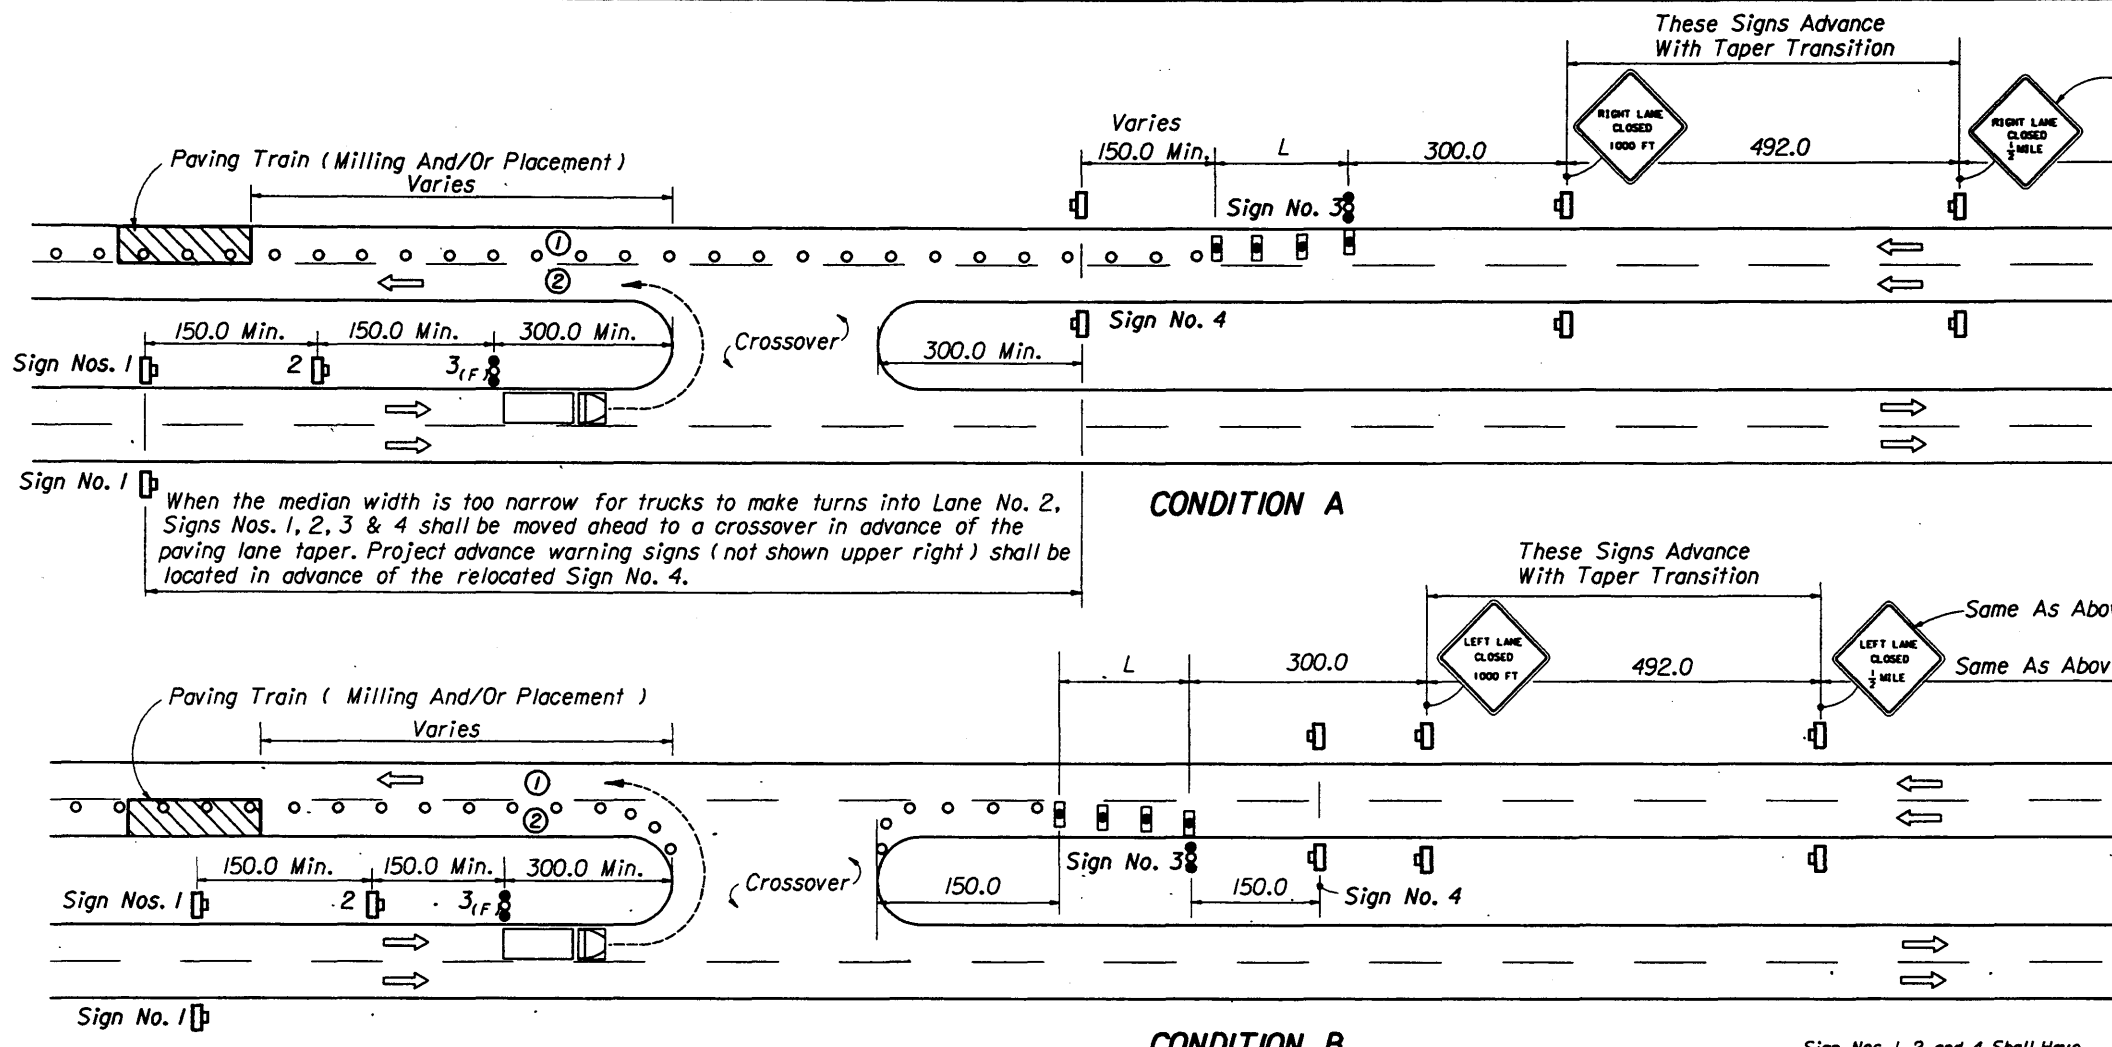 These Signs Advance
With Taper Transition
RIGHT LANE
CLOSED
1000 FT
RIGHT LANE
CLOSED
1/2 MILE
Varies
150.0 Min.
L
300.0
492.0
Paving Train (Milling And/Or Placement)
Varies
Sign No. 3
1
2
150.0 Min.
150.0 Min.
300.0 Min.
Crossover
300.0 Min.
Sign No. 4
Sign Nos. 1
2
3(F)
Sign No. 1
When the median width is too narrow for trucks to make turns into Lane No. 2,
Signs Nos. 1, 2, 3 & 4 shall be moved ahead to a crossover in advance of the
paving lane taper. Project advance warning signs (not shown upper right) shall be
located in advance of the relocated Sign No. 4.
CONDITION A
These Signs Advance
With Taper Transition
LEFT LANE
CLOSED
1000 FT
LEFT LANE
CLOSED
1/2 MILE
Same As
L
300.0
492.0
Same As
Paving Train ( Milling And/Or Placement )
Varies
1
2
150.0 Min.
150.0 Min.
300.0 Min.
Crossover
Sign No. 3
150.0
150.0
Sign No. 4
Sign Nos. 1
2
3(F)
Sign No. 1
CONDITION B
Sign Nos. 1, 2 and 4 Shall Have